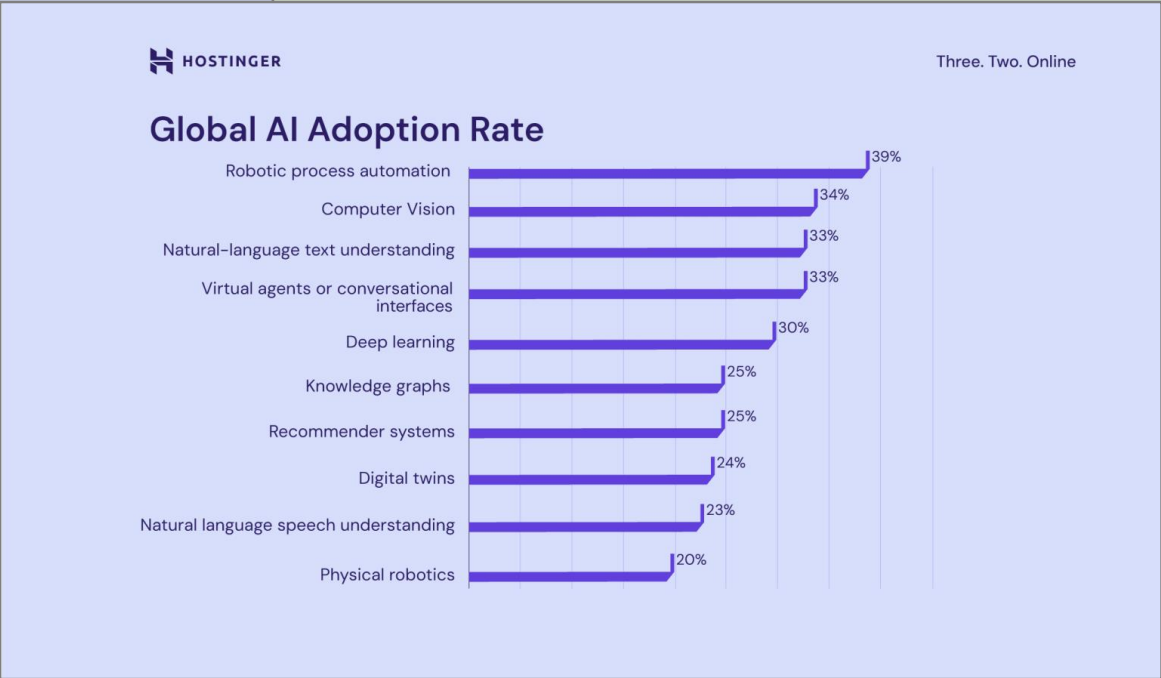 HOSTINGER
Three. Two. Online
Global AI Adoption Rate
Robotic process automation 39%
Computer Vision 34%
Natural-language text understanding 33%
Virtual agents or conversational
interfaces 33%
Deep learning 30%
Knowledge graphs 25%
Recommender systems 25%
Digital twins 24%
Natural language speech understanding 23%
Physical robotics 20%